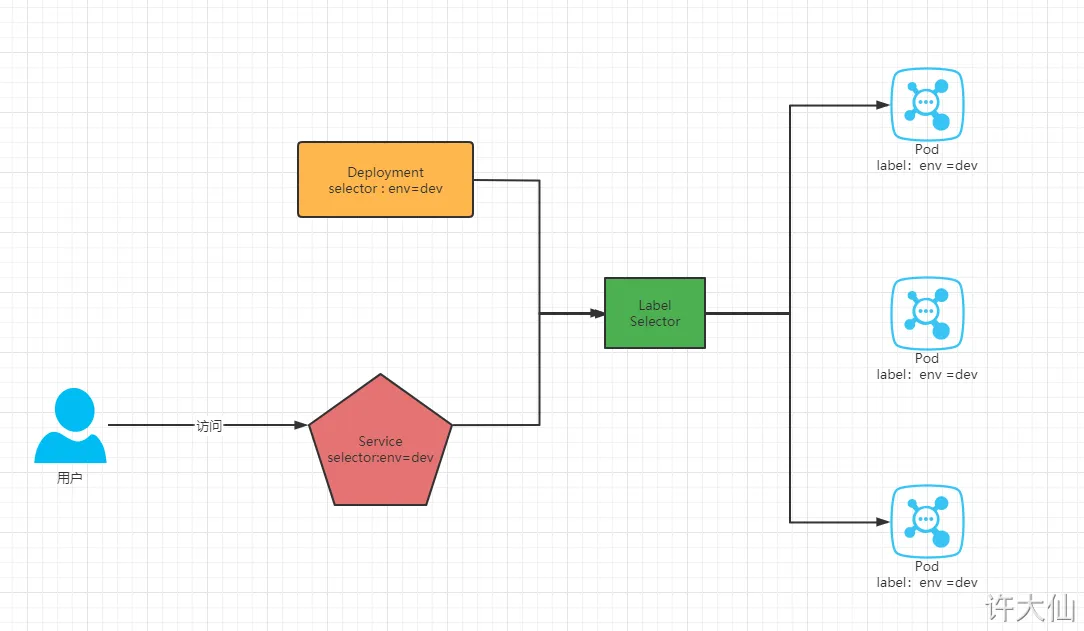 Pod
label: env =dev
Deployment
selector : env=dev
Label
Selector
Pod
label: env =dev
访问
Service
selector:env=dev
用户
Pod
label: env =dev
许大仙